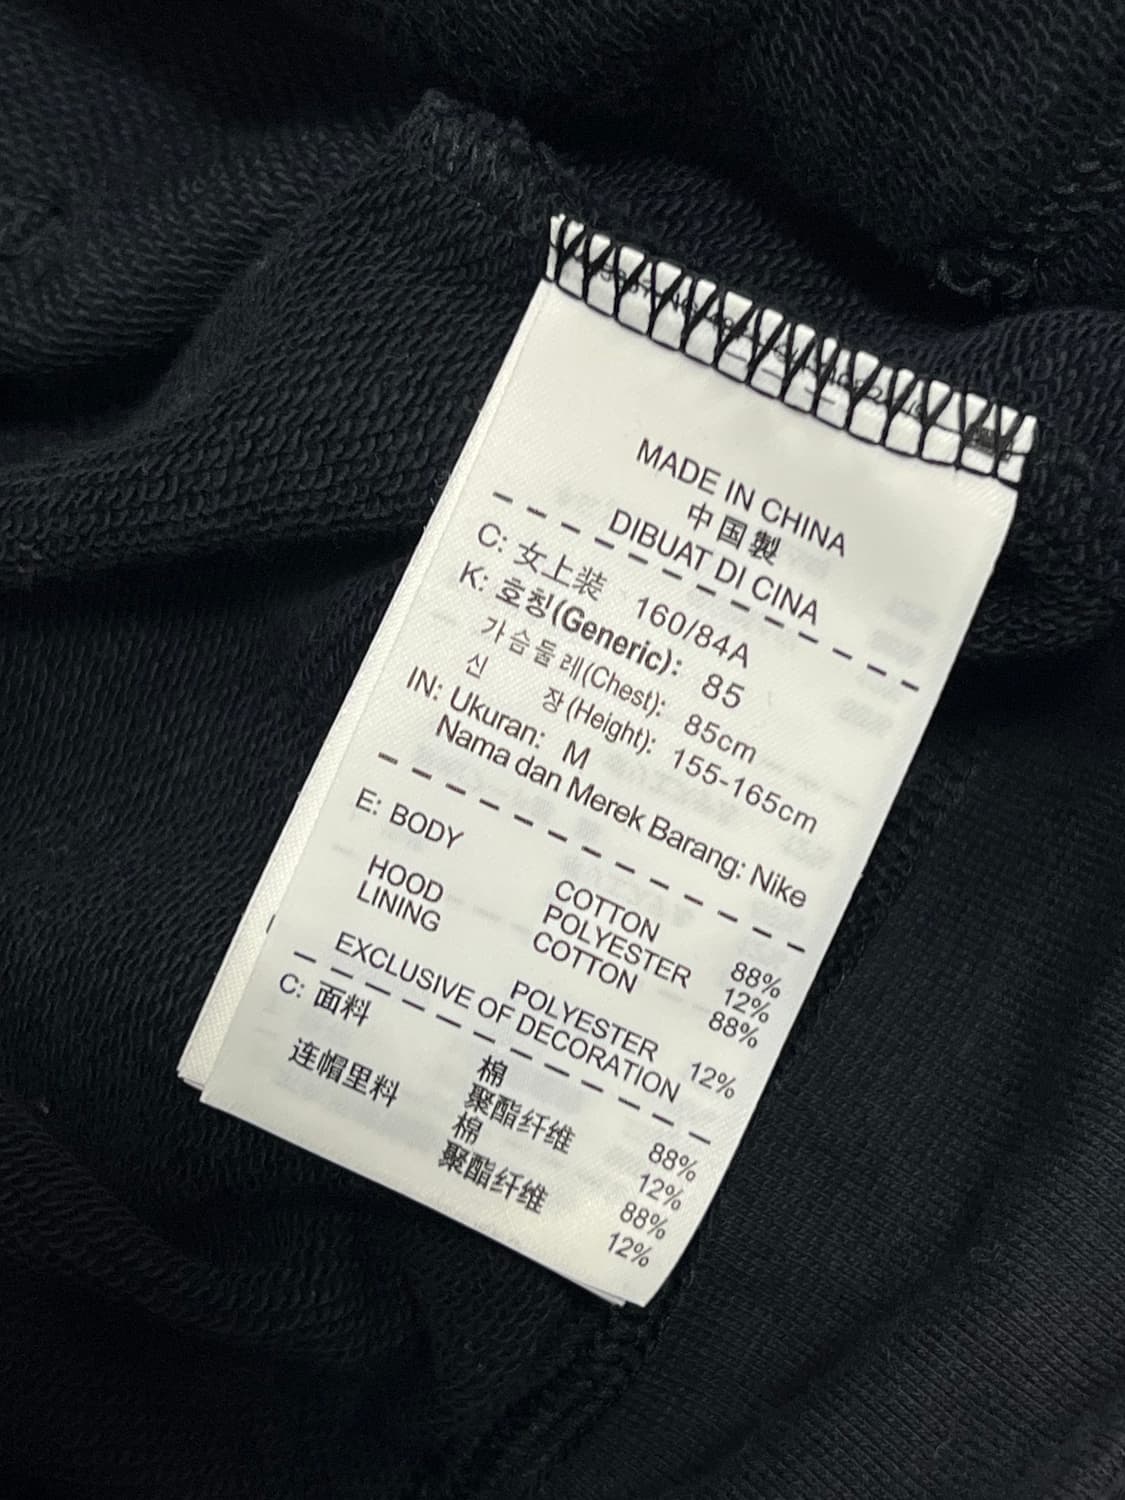 MADE IN CHINA
中国製
DIBUAT DI CINA
C: 女上装 160/84A
K: 호칭(Generic): 85
가슴둘레(Chest): 85cm
신 장(Height): 155-165cm
IN: Ukuran: M
Nama dan Merek Barang: Nike
E: BODY COTTON 88%
POLYESTER 12%
HOOD COTTON 88%
LINING POLYESTER 12%
EXCLUSIVE OF DECORATION
C: 面料 棉 88%
聚酯纤维 12%
连帽里料 棉 88%
聚酯纤维 12%